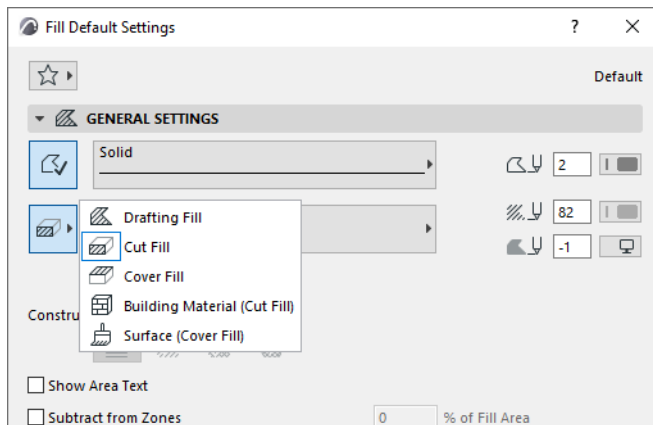 Fill Default Settings ? ×
Default
GENERAL SETTINGS
Solid
2
82
-1
Drafting Fill
Cut Fill
Cover Fill
Building Material (Cut Fill)
Surface (Cover Fill)
Constru
Show Area Text
Subtract from Zones 0 % of Fill Area